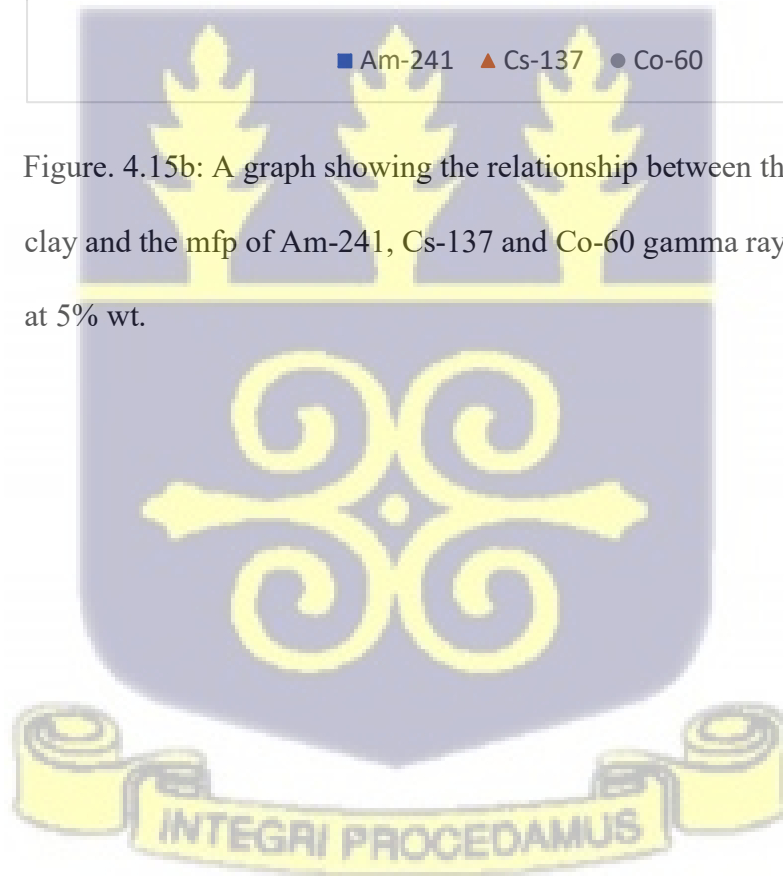 Am-241 Cs-137 Co-60
Figure. 4.15b: A graph showing the relationship between th
clay and the mfp of Am-241, Cs-137 and Co-60 gamma ray
at 5% wt.
INTEGRI PROCEDAMUS